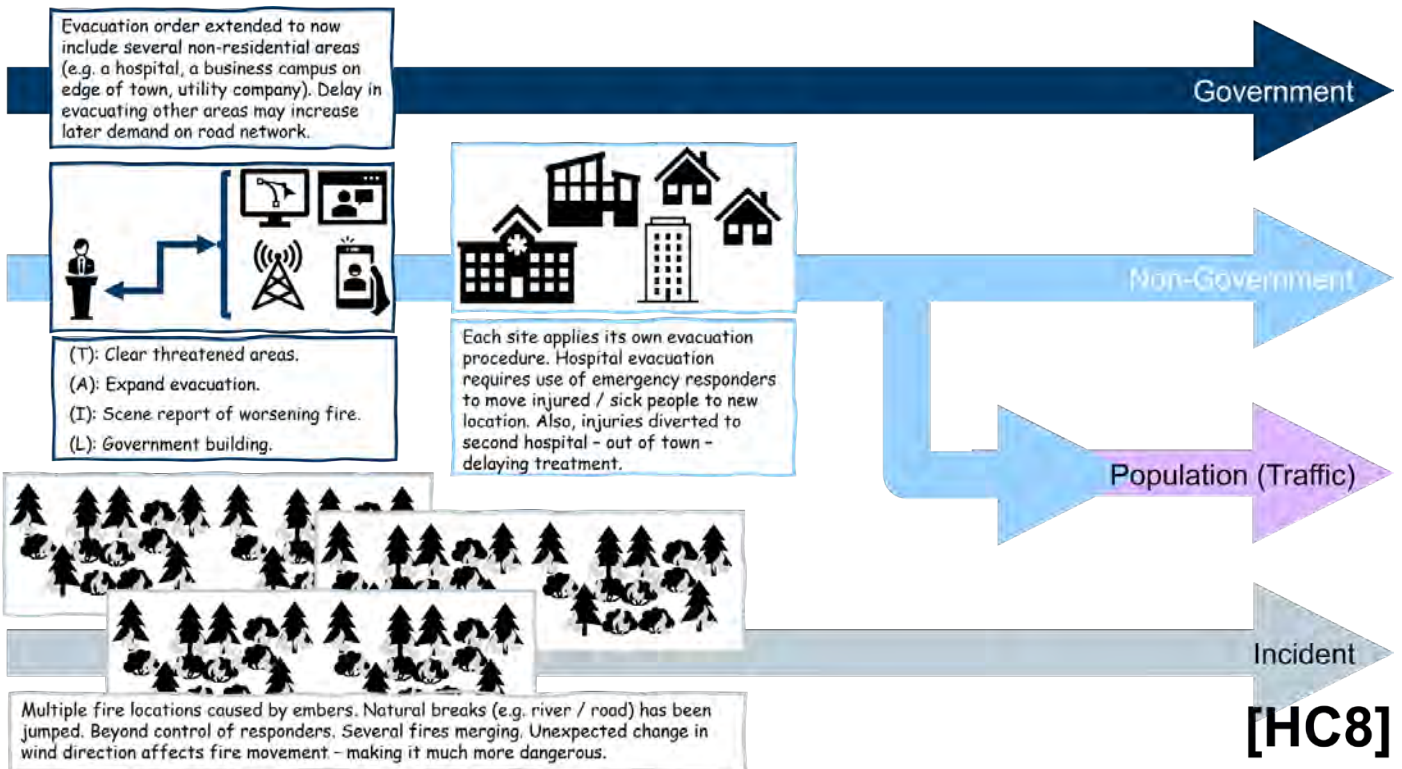 Evacuation order extended to now
include several non-residential areas
(e.g. a hospital, a business campus on
edge of town, utility company). Delay in
evacuating other areas may increase
later demand on road network.
Government
Non-Government
(T): Clear threatened areas.
(A): Expand evacuation.
(I): Scene report of worsening fire.
(L): Government building.
Each site applies its own evacuation
procedure. Hospital evacuation
requires use of emergency responders
to move injured / sick people to new
location. Also, injuries diverted to
second hospital – out of town –
delaying treatment.
Population (Traffic)
Incident
Multiple fire locations caused by embers. Natural breaks (e.g. river / road) has been
jumped. Beyond control of responders. Several fires merging. Unexpected change in
wind direction affects fire movement – making it much more dangerous.
[HC8]